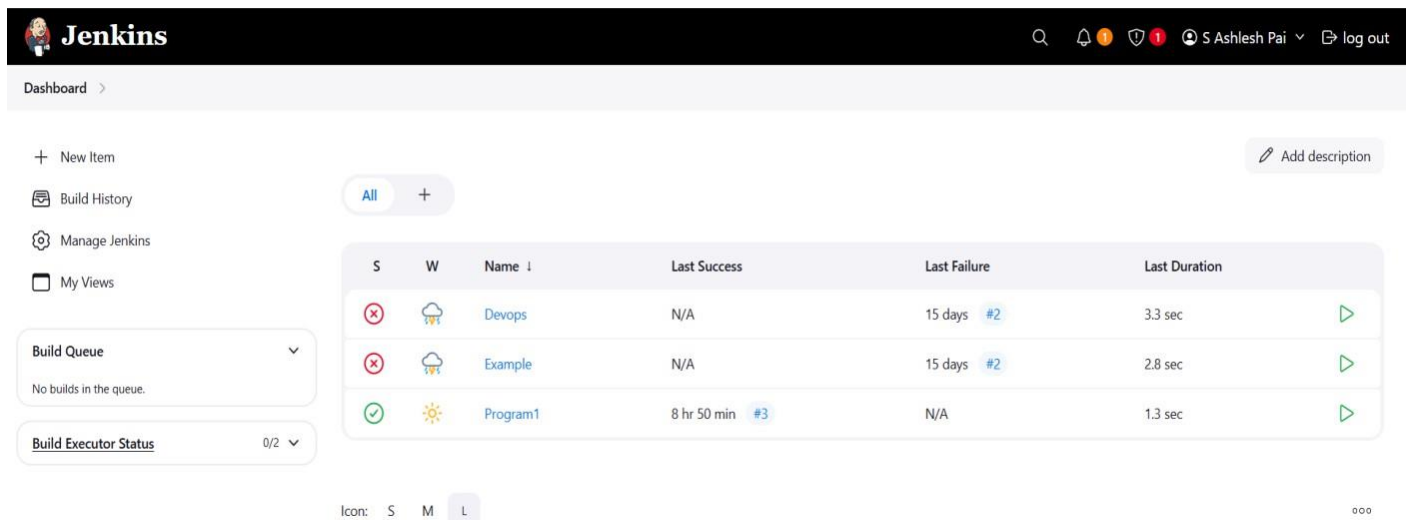 Jenkins
1 1 S Ashlesh Pai log out
Dashboard
New Item
Build History
Manage Jenkins
My Views
Build Queue
No builds in the queue.
Build Executor Status 0/2
Add description
All +
S W Name ↓ Last Success Last Failure Last Duration
Devops N/A 15 days #2 3.3 sec
Example N/A 15 days #2 2.8 sec
Program1 8 hr 50 min #3 N/A 1.3 sec
Icon: S M L